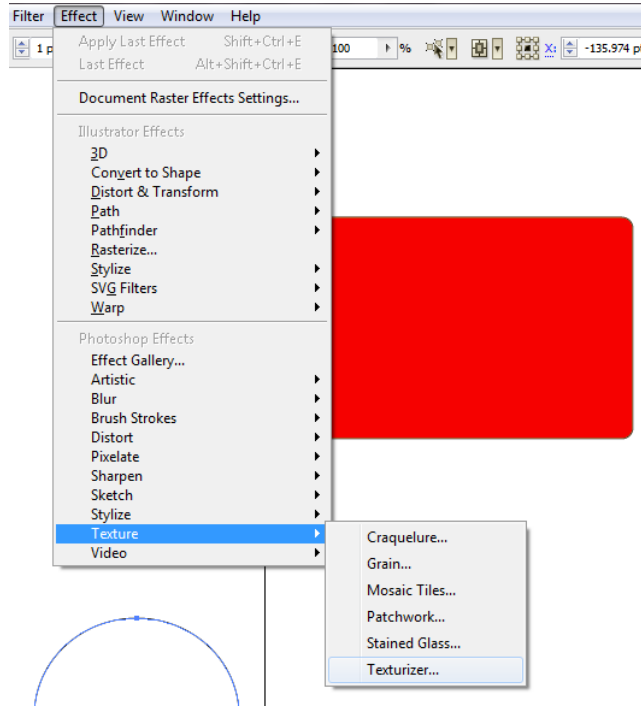 Filter Effect View Window Help
1 p 100 % X: -135.974 pt
Apply Last Effect Shift+Ctrl+E
Last Effect Alt+Shift+Ctrl+E
Document Raster Effects Settings...
Illustrator Effects
3D
Convert to Shape
Distort & Transform
Path
Pathfinder
Rasterize...
Stylize
SVG Filters
Warp
Photoshop Effects
Effect Gallery...
Artistic
Blur
Brush Strokes
Distort
Pixelate
Sharpen
Sketch
Stylize
Texture
Video
Craquelure...
Grain...
Mosaic Tiles...
Patchwork...
Stained Glass...
Texturizer...